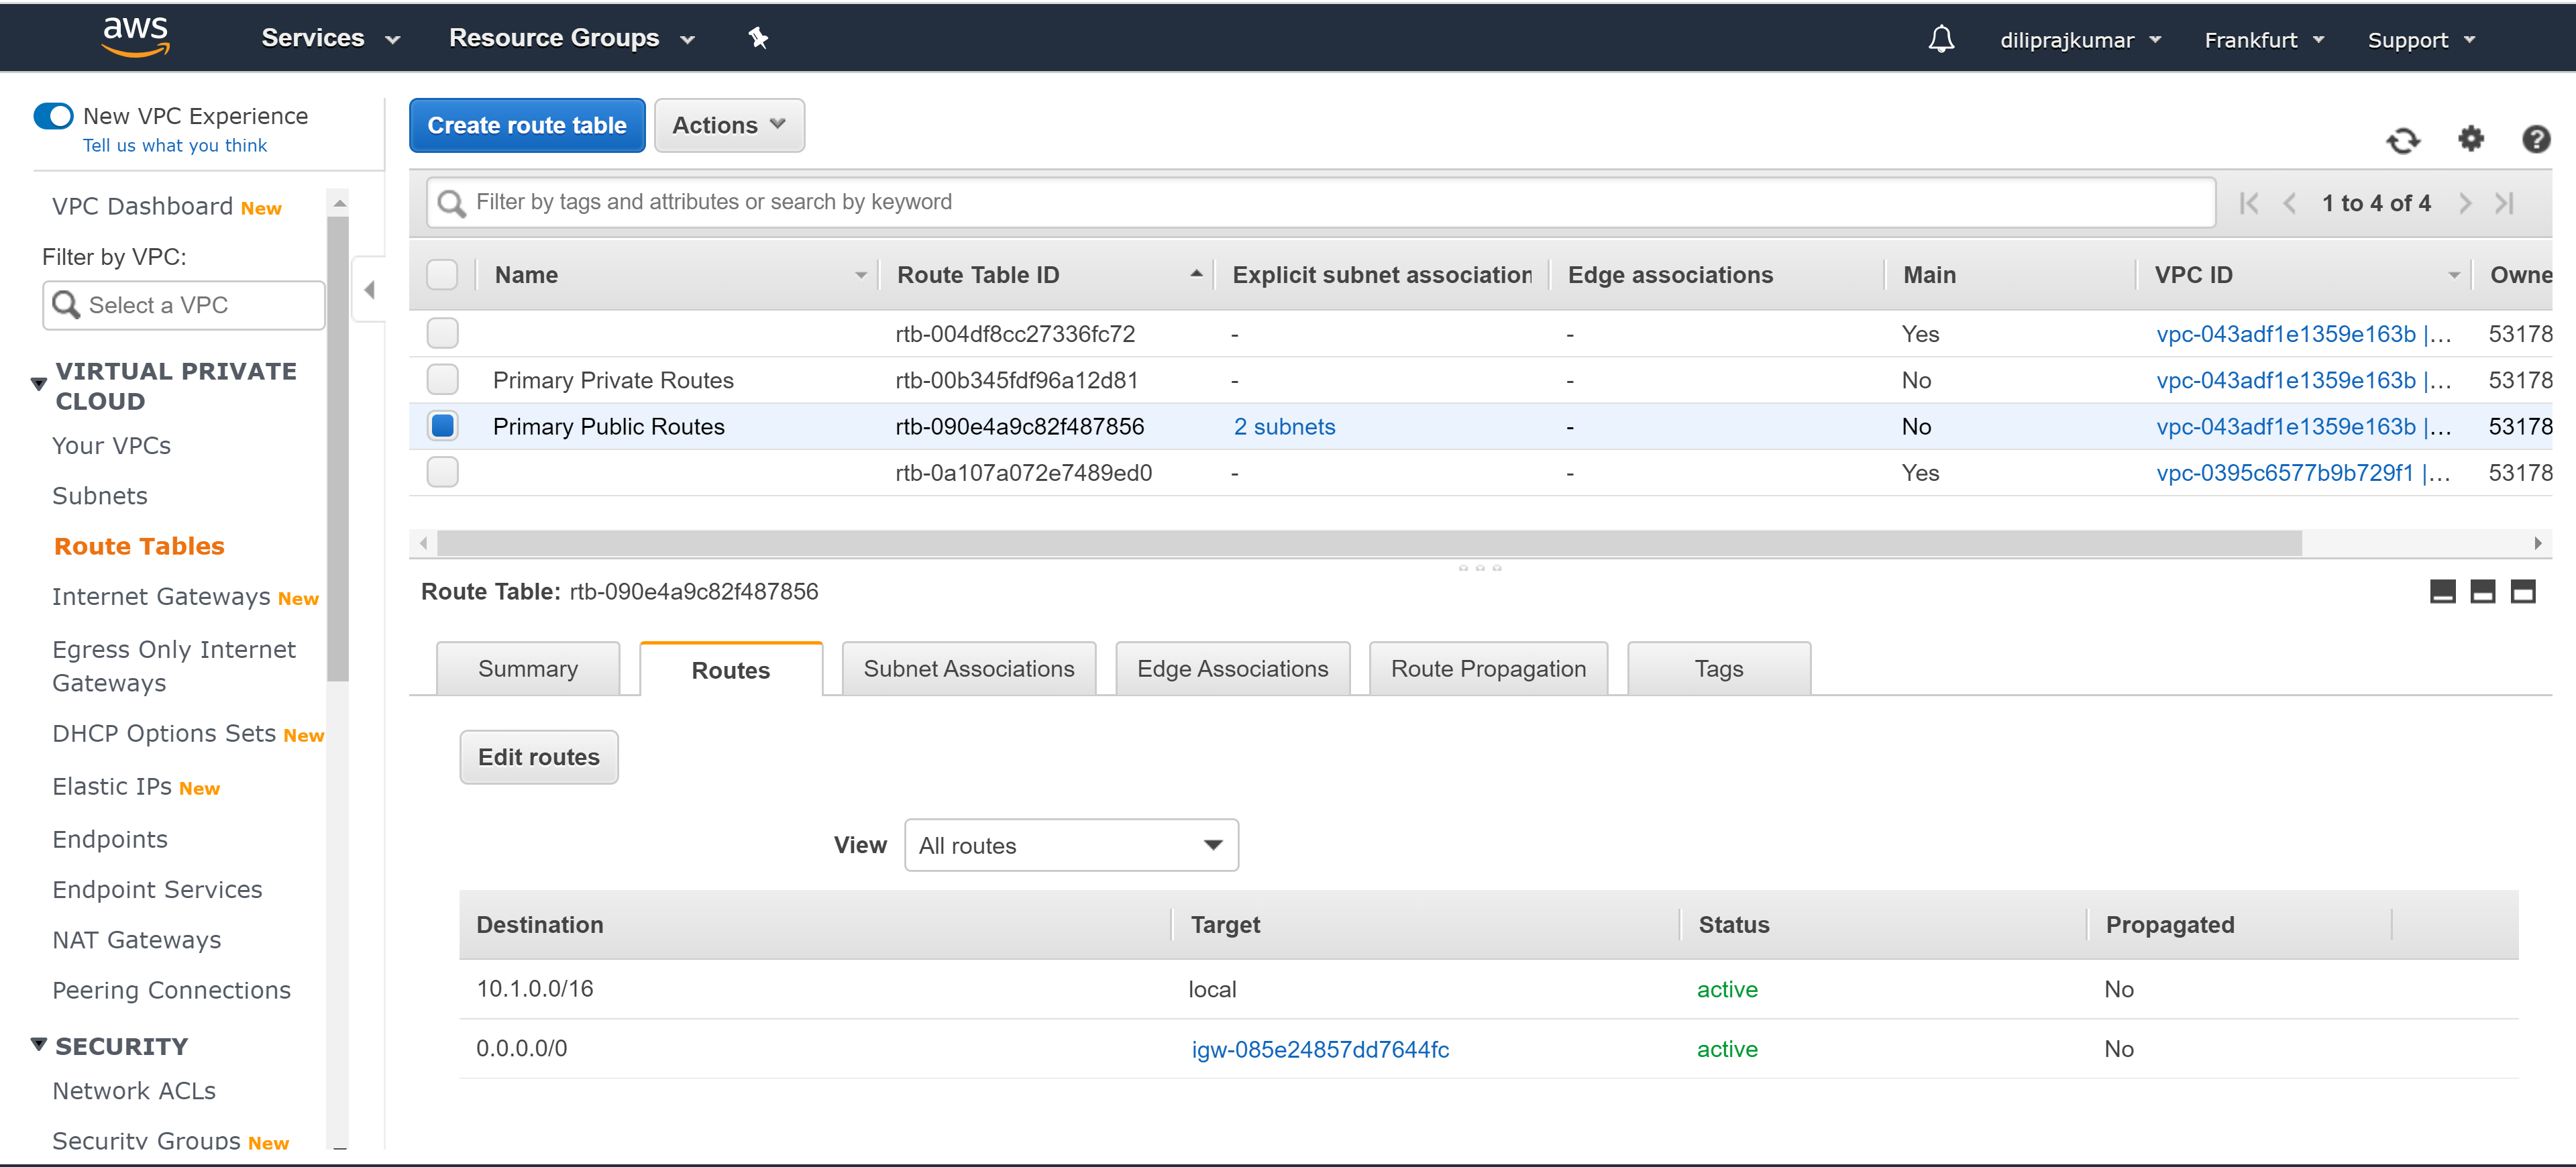 aws Services Resource Groups diliprajkumar Frankfurt Support
New VPC Experience
Tell us what you think
VPC Dashboard New
Filter by VPC:
Select a VPC
VIRTUAL PRIVATE
CLOUD
Your VPCs
Subnets
Route Tables
Internet Gateways New
Egress Only Internet
Gateways
DHCP Options Sets New
Elastic IPs New
Endpoints
Endpoint Services
NAT Gateways
Peering Connections
SECURITY
Network ACLs
Security Groups New
Create route table Actions
Filter by tags and attributes or search by keyword 1 to 4 of 4
Name Route Table ID Explicit subnet association Edge associations Main VPC ID Owne
rtb-004df8cc27336fc72 - - Yes vpc-043adf1e1359e163b |... 53178
Primary Private Routes rtb-00b345fdf96a12d81 - - No vpc-043adf1e1359e163b |... 53178
Primary Public Routes rtb-090e4a9c82f487856 2 subnets - No vpc-043adf1e1359e163b |... 53178
rtb-0a107a072e7489ed0 - - Yes vpc-0395c6577b9b729f1 |... 53178
Route Table: rtb-090e4a9c82f487856
Summary Routes Subnet Associations Edge Associations Route Propagation Tags
Edit routes
View All routes
Destination Target Status Propagated
10.1.0.0/16 local active No
0.0.0.0/0 igw-085e24857dd7644fc active No